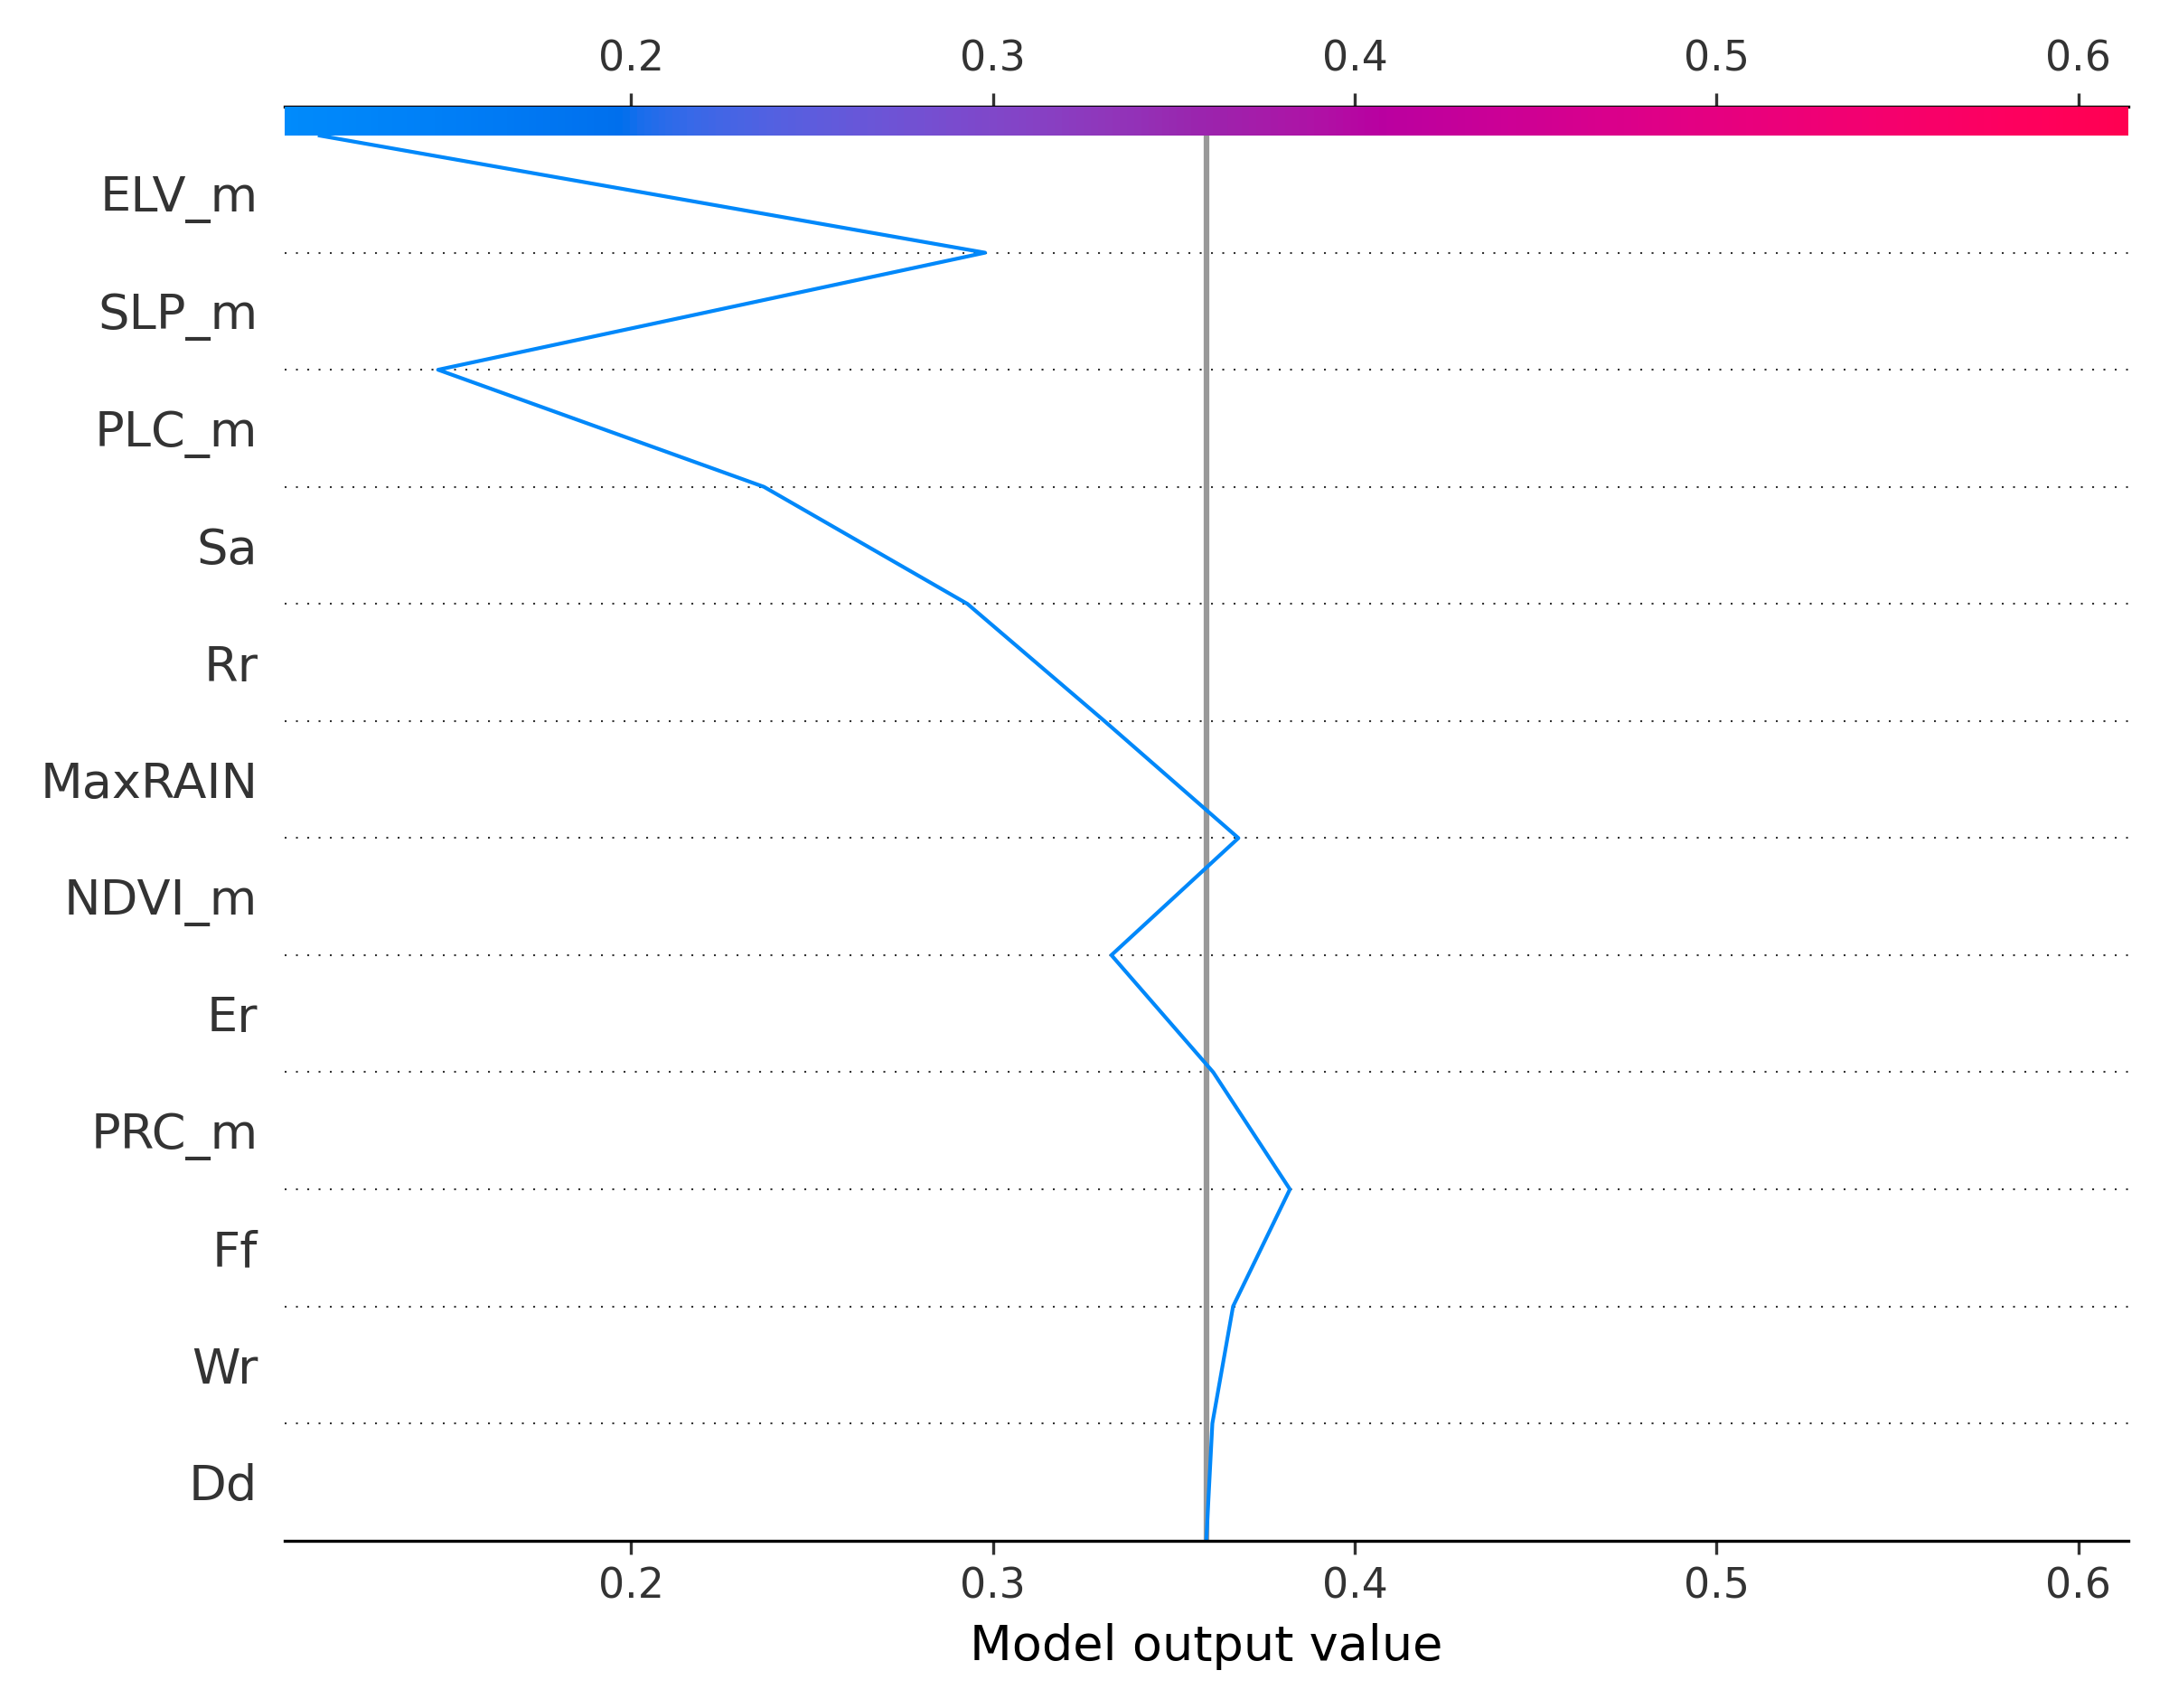 0.2 0.3 0.4 0.5 0.6
ELV_m
SLP_m
PLC_m
Sa
Rr
MaxRAIN
NDVI_m
Er
PRC_m
Ff
Wr
Dd
0.2 0.3 0.4 0.5 0.6
Model output value